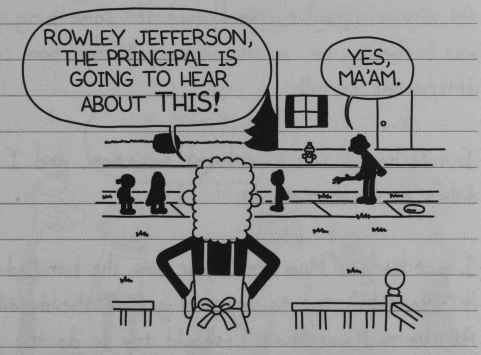 ROWLEY JEFFERSON,
THE PRINCIPAL IS
GOING TO HEAR
ABOUT THIS!
YES,
MA'AM.